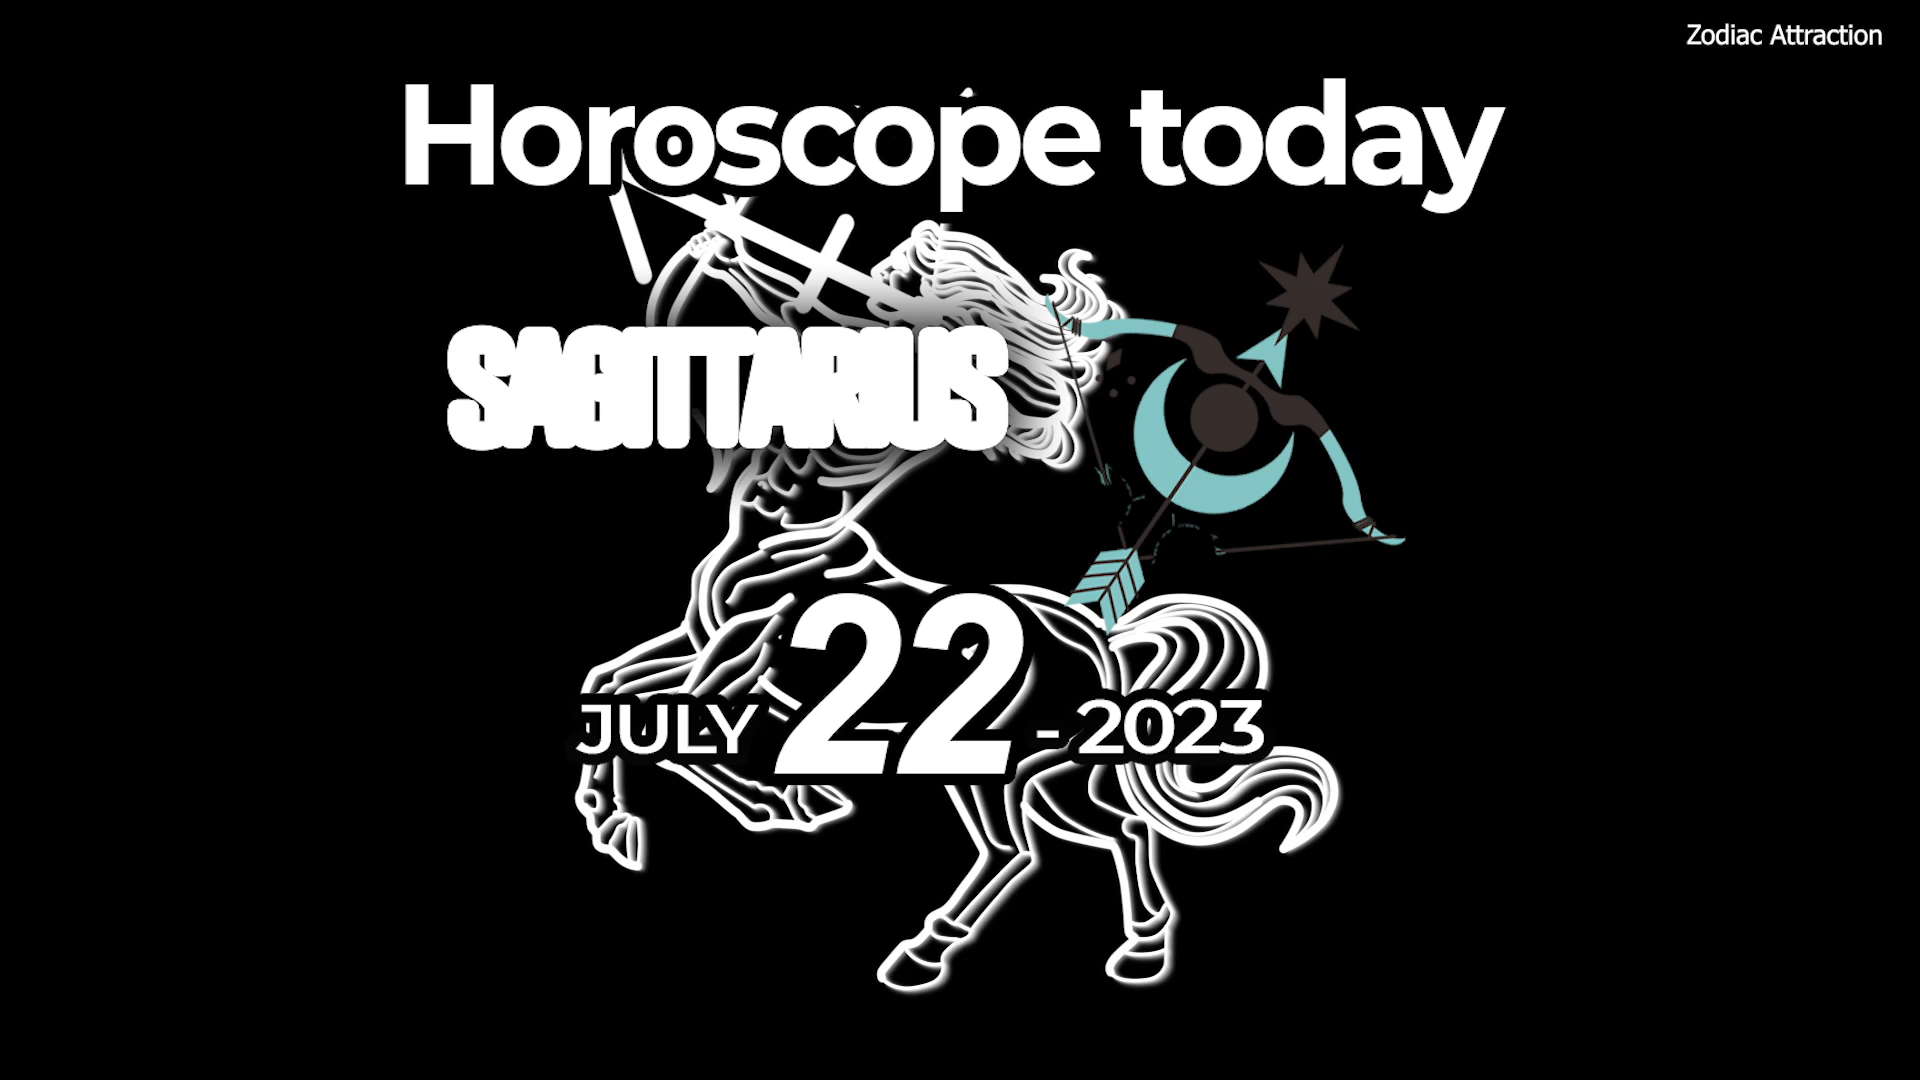 Zodiac Attraction
Horoscope today
SAGITTARIUS
JULY 22 - 2023